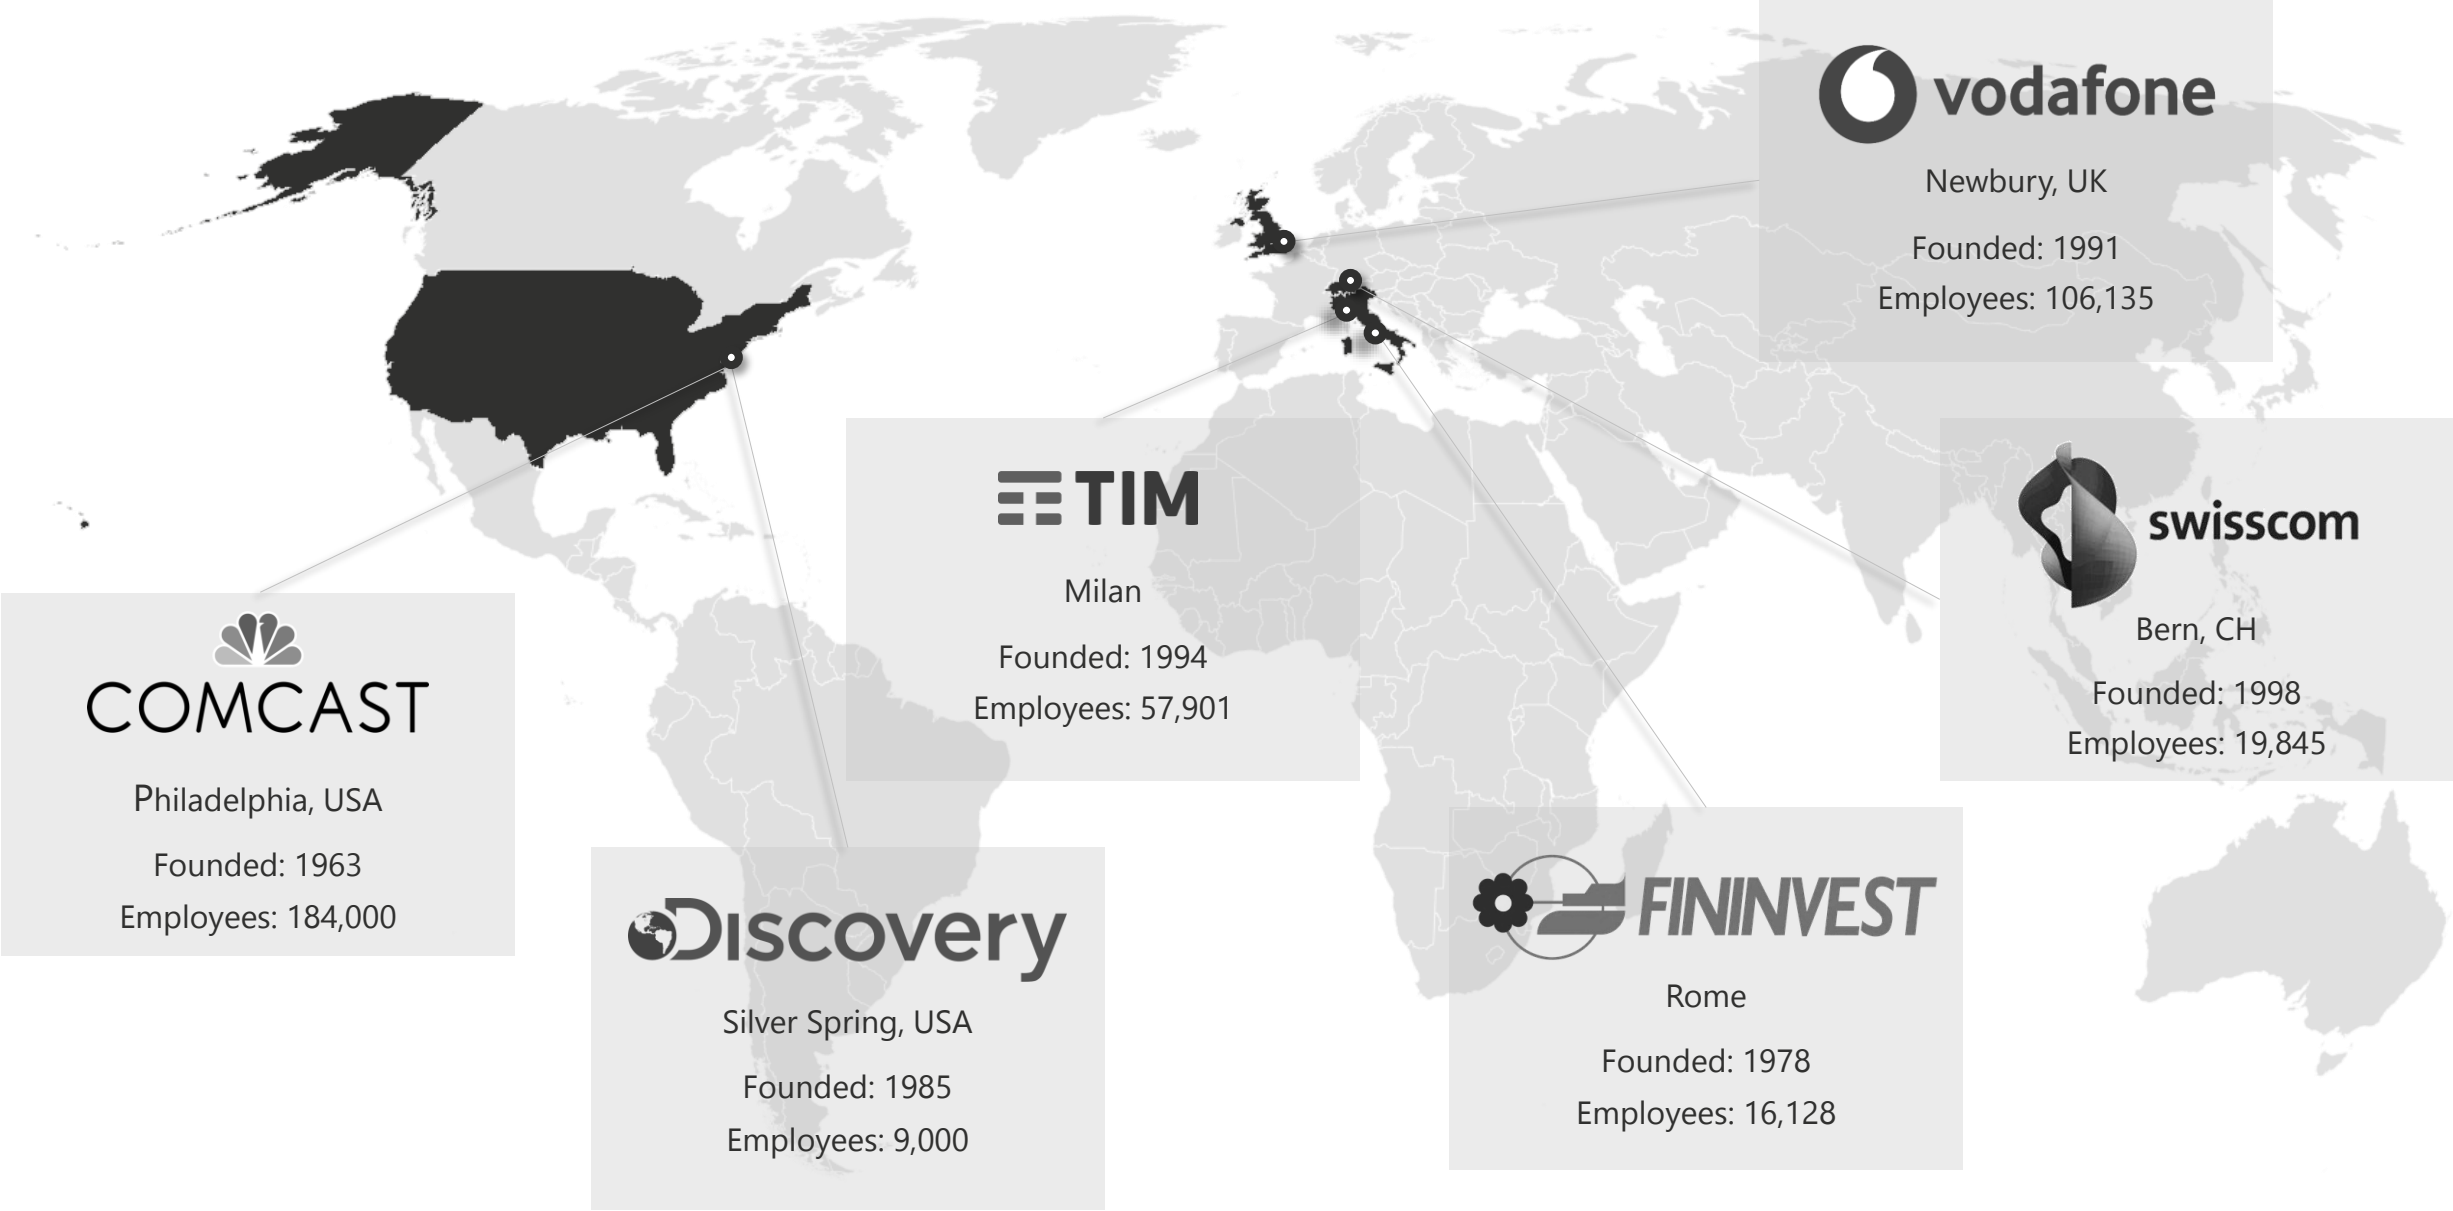 vodafone
Newbury, UK
Founded: 1991
Employees: 106,135
TIM
Milan
Founded: 1994
Employees: 57,901
swisscom
Bern, CH
Founded: 1998
Employees: 19,845
COMCAST
Philadelphia, USA
Founded: 1963
Employees: 184,000
Discovery
Silver Spring, USA
Founded: 1985
Employees: 9,000
FININVEST
Rome
Founded: 1978
Employees: 16,128